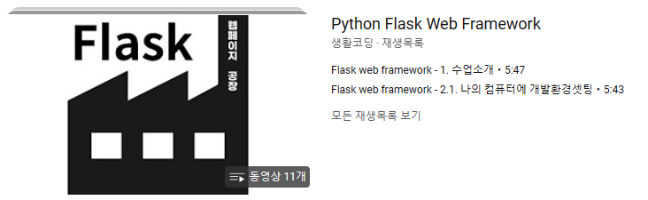 Flask
웹페이지 공장
동영상 11개
Python Flask Web Framework
생활코딩 · 재생목록
Flask web framework - 1. 수업소개 • 5:47
Flask web framework - 2.1. 나의 컴퓨터에 개발환경셋팅 • 5:43
모든 재생목록 보기